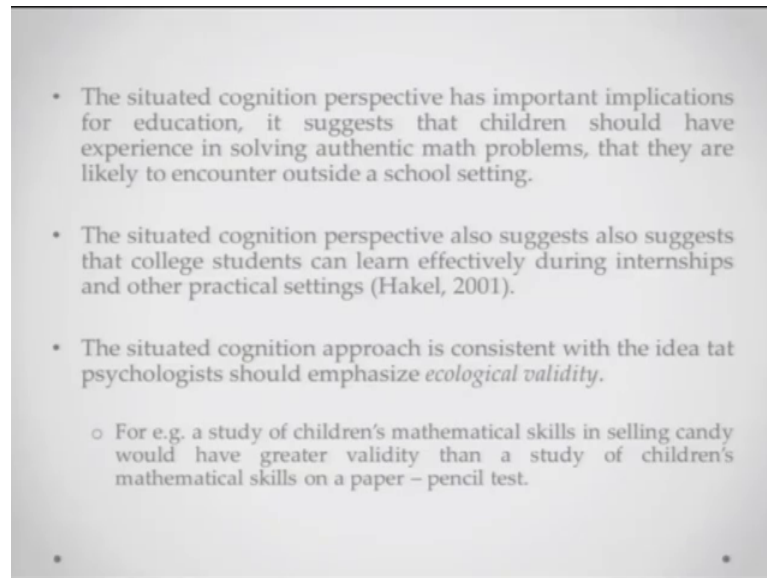 • The situated cognition perspective has important implications
for education, it suggests that children should have
experience in solving authentic math problems, that they are
likely to encounter outside a school setting.
• The situated cognition perspective also suggests also suggests
that college students can learn effectively during internships
and other practical settings (Hakel, 2001).
• The situated cognition approach is consistent with the idea tat
psychologists should emphasize ecological validity.
o For e.g. a study of children's mathematical skills in selling candy
would have greater validity than a study of children's
mathematical skills on a paper – pencil test.